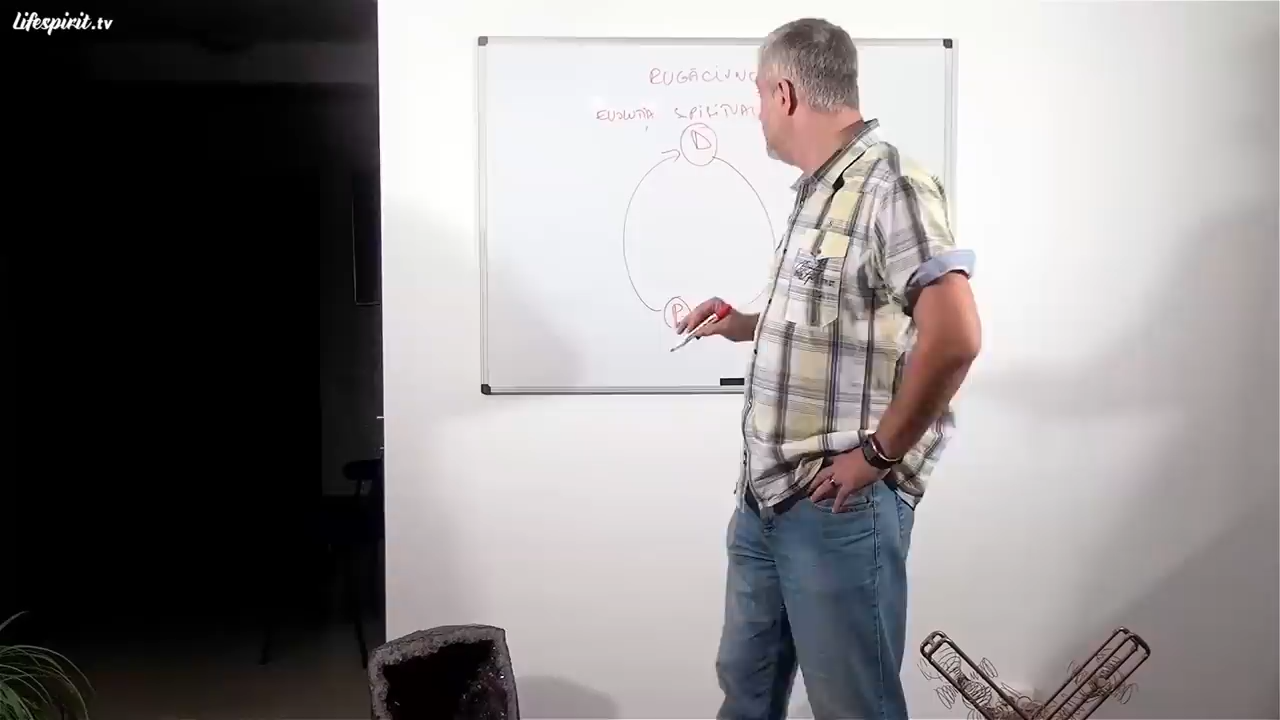 Lifespirit.tv
RUGĂCIUNE
EVOLUȚIA SPIRITUAL
D
P